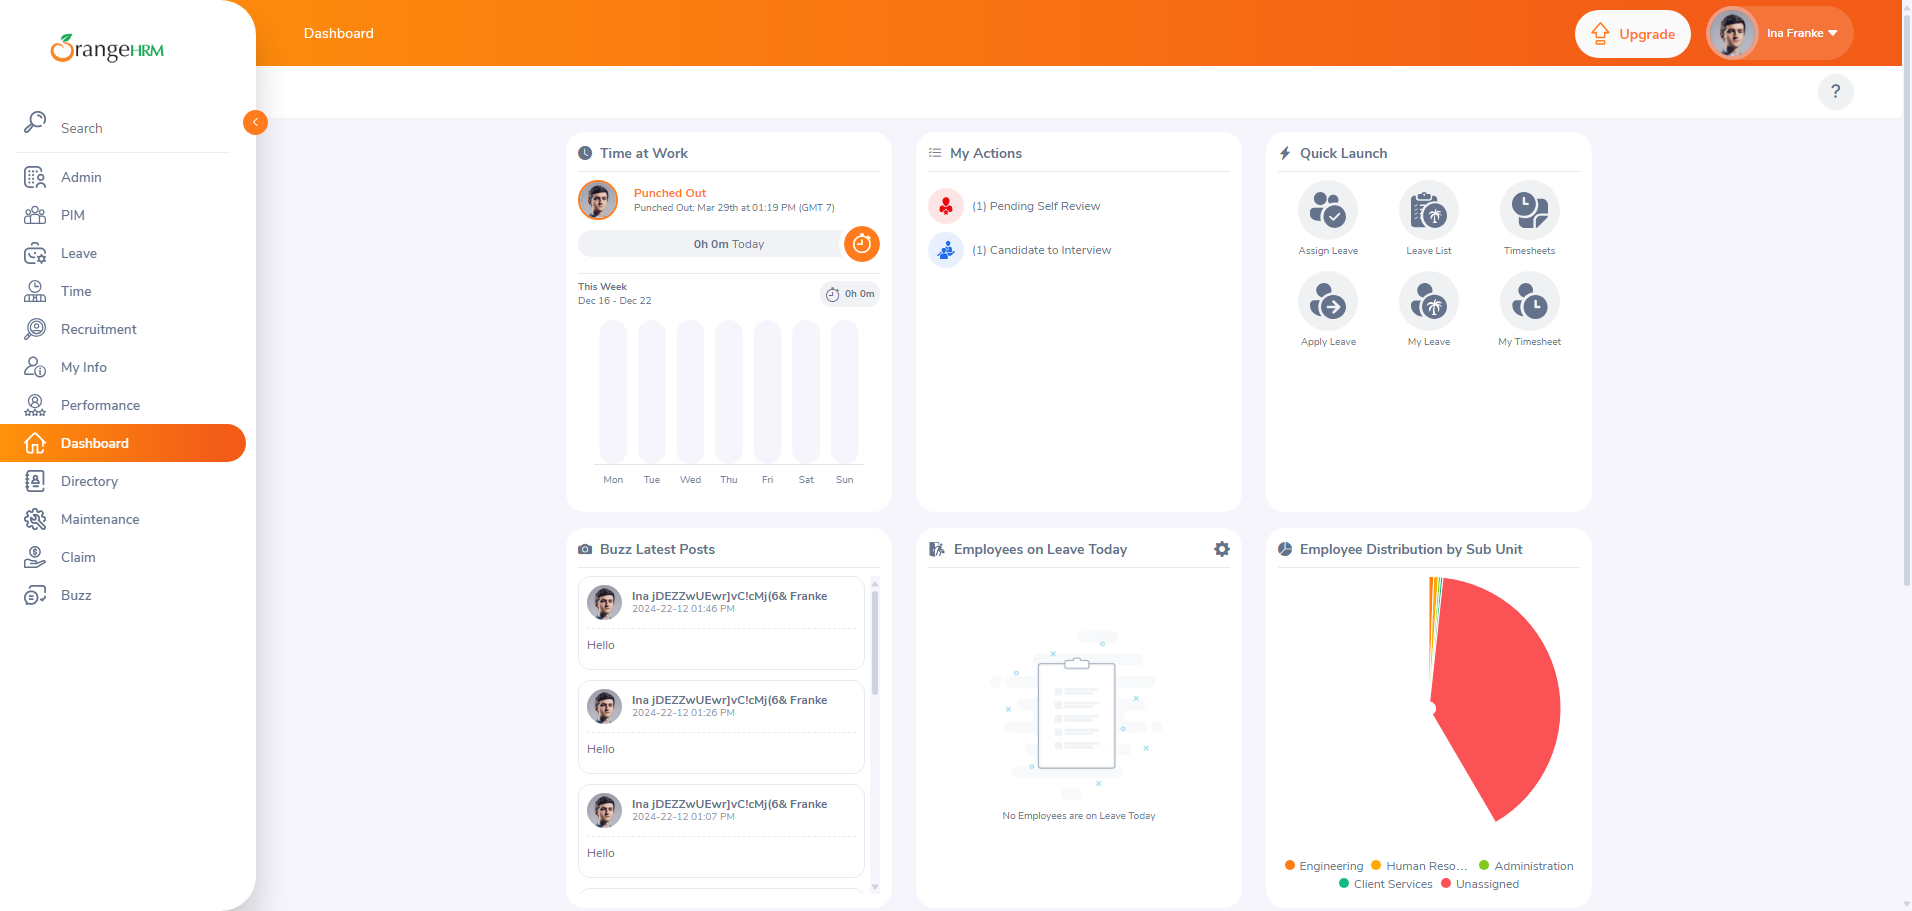 OrangeHRM
Dashboard
Upgrade
Ina Franke
?
Search
Admin
PIM
Leave
Time
Recruitment
My Info
Performance
Dashboard
Directory
Maintenance
Claim
Buzz
Time at Work
Punched Out
Punched Out: Mar 29th at 01:19 PM (GMT 7)
0h 0m Today
This Week
Dec 16 - Dec 22
0h 0m
Mon Tue Wed Thu Fri Sat Sun
My Actions
(1) Pending Self Review
(1) Candidate to Interview
Quick Launch
Assign Leave Leave List Timesheets
Apply Leave My Leave My Timesheet
Buzz Latest Posts
Ina jDEZZwUEwr]vC!cMj(6& Franke
2024-22-12 01:46 PM
Hello
Ina jDEZZwUEwr]vC!cMj(6& Franke
2024-22-12 01:26 PM
Hello
Ina jDEZZwUEwr]vC!cMj(6& Franke
2024-22-12 01:07 PM
Hello
Employees on Leave Today
No Employees are on Leave Today
Employee Distribution by Sub Unit
Engineering Human Reso... Administration
Client Services Unassigned